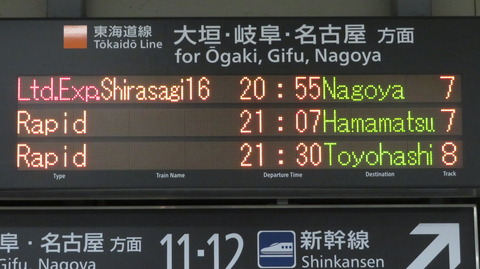 東海道線
Tōkaidō Line
大垣・岐阜・名古屋 方面
for Ōgaki, Gifu, Nagoya
Ltd.Exp.Shirasagi16 20:55 Nagoya 7
Rapid 21:07 Hamamatsu 7
Rapid 21:30 Toyohashi 8
Type Train Name Departure Time Destination Track
阜・名古屋 方面
Gifu, Nagoya
11・12
新幹線
Shinkansen